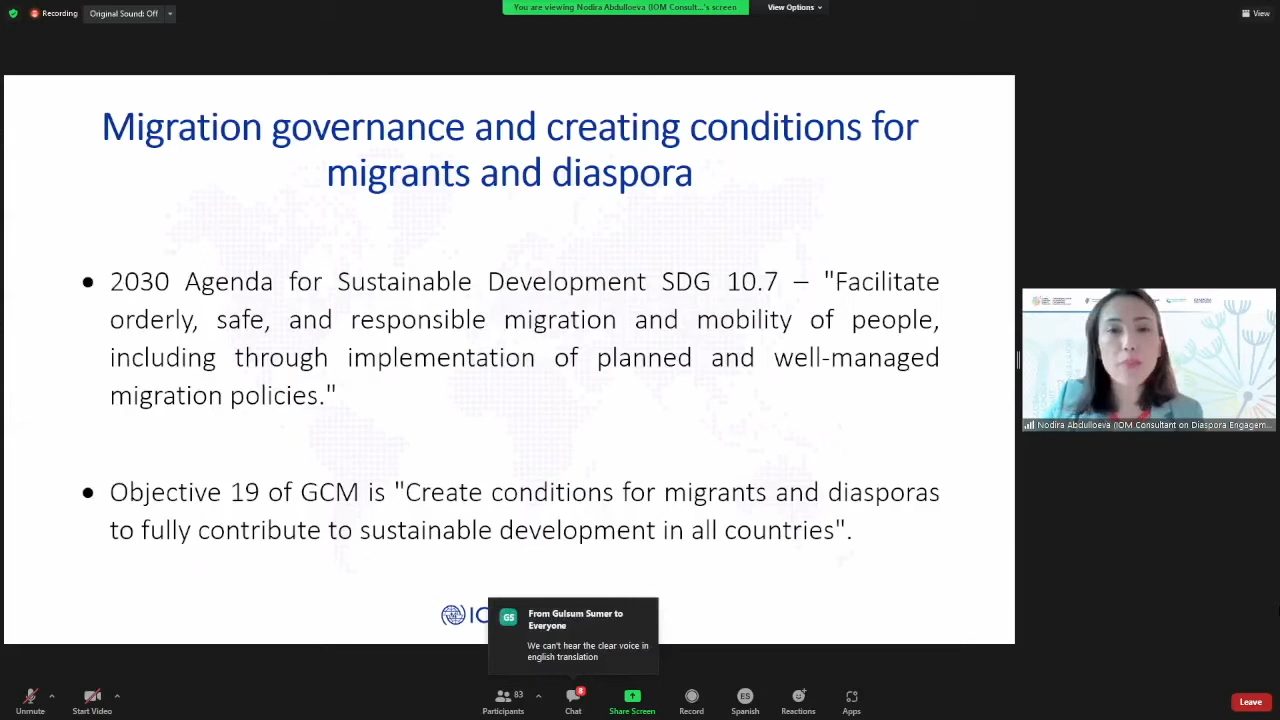 Recording
Original Sound: Off
You are viewing Nodira Abdulloeva (IOM Consult...'s screen
View Options
View
Migration governance and creating conditions for
migrants and diaspora
• 2030 Agenda for Sustainable Development SDG 10.7 – "Facilitate
orderly, safe, and responsible migration and mobility of people,
including through implementation of planned and well-managed
migration policies."
• Objective 19 of GCM is "Create conditions for migrants and diasporas
to fully contribute to sustainable development in all countries".
Nodira Abdulloeva (IOM Consultant on Diaspora Engagem...
GS
From Gulsum Sumer to
Everyone
We can't hear the clear voice in
english translation
Unmute
Start Video
Participants
83
Chat
8
Share Screen
Record
ES
Spanish
Reactions
Apps
Leave